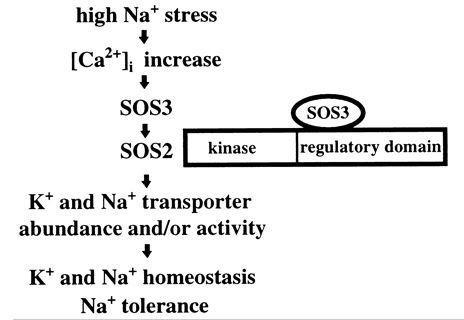 high Na⁺ stress
[Ca²⁺]ᵢ increase
SOS3
SOS3
SOS2 kinase regulatory domain
K⁺ and Na⁺ transporter
abundance and/or activity
K⁺ and Na⁺ homeostasis
Na⁺ tolerance